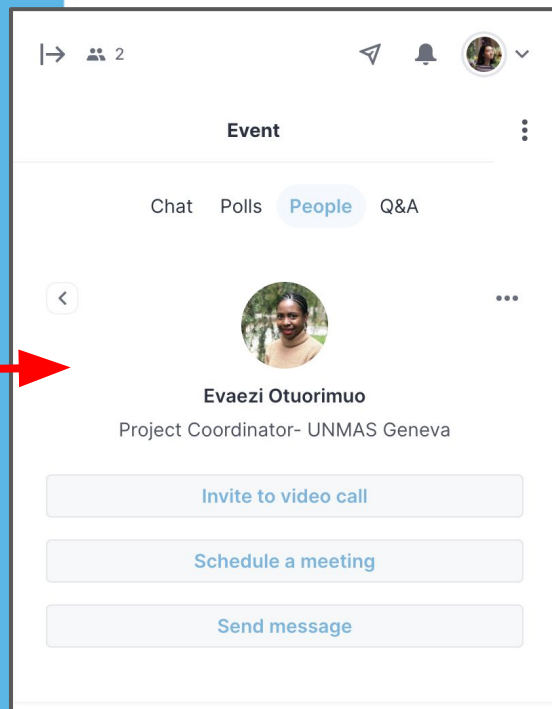 2
Event
Chat Polls People Q&A
Evaezi Otuorimuo
Project Coordinator- UNMAS Geneva
Invite to video call
Schedule a meeting
Send message